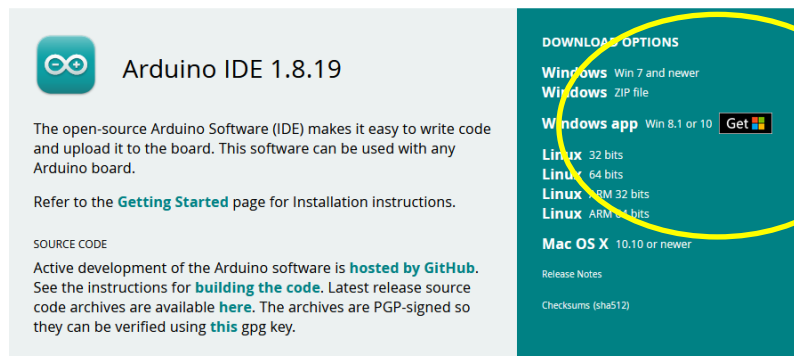 Arduino IDE 1.8.19
The open-source Arduino Software (IDE) makes it easy to write code
and upload it to the board. This software can be used with any
Arduino board.
Refer to the Getting Started page for Installation instructions.
SOURCE CODE
Active development of the Arduino software is hosted by GitHub.
See the instructions for building the code. Latest release source
code archives are available here. The archives are PGP-signed so
they can be verified using this gpg key.
DOWNLOAD OPTIONS
Windows Win 7 and newer
Windows ZIP file
Windows app Win 8.1 or 10 Get
Linux 32 bits
Linux 64 bits
Linux ARM 32 bits
Linux ARM 64 bits
Mac OS X 10.10 or newer
Release Notes
Checksums (sha512)